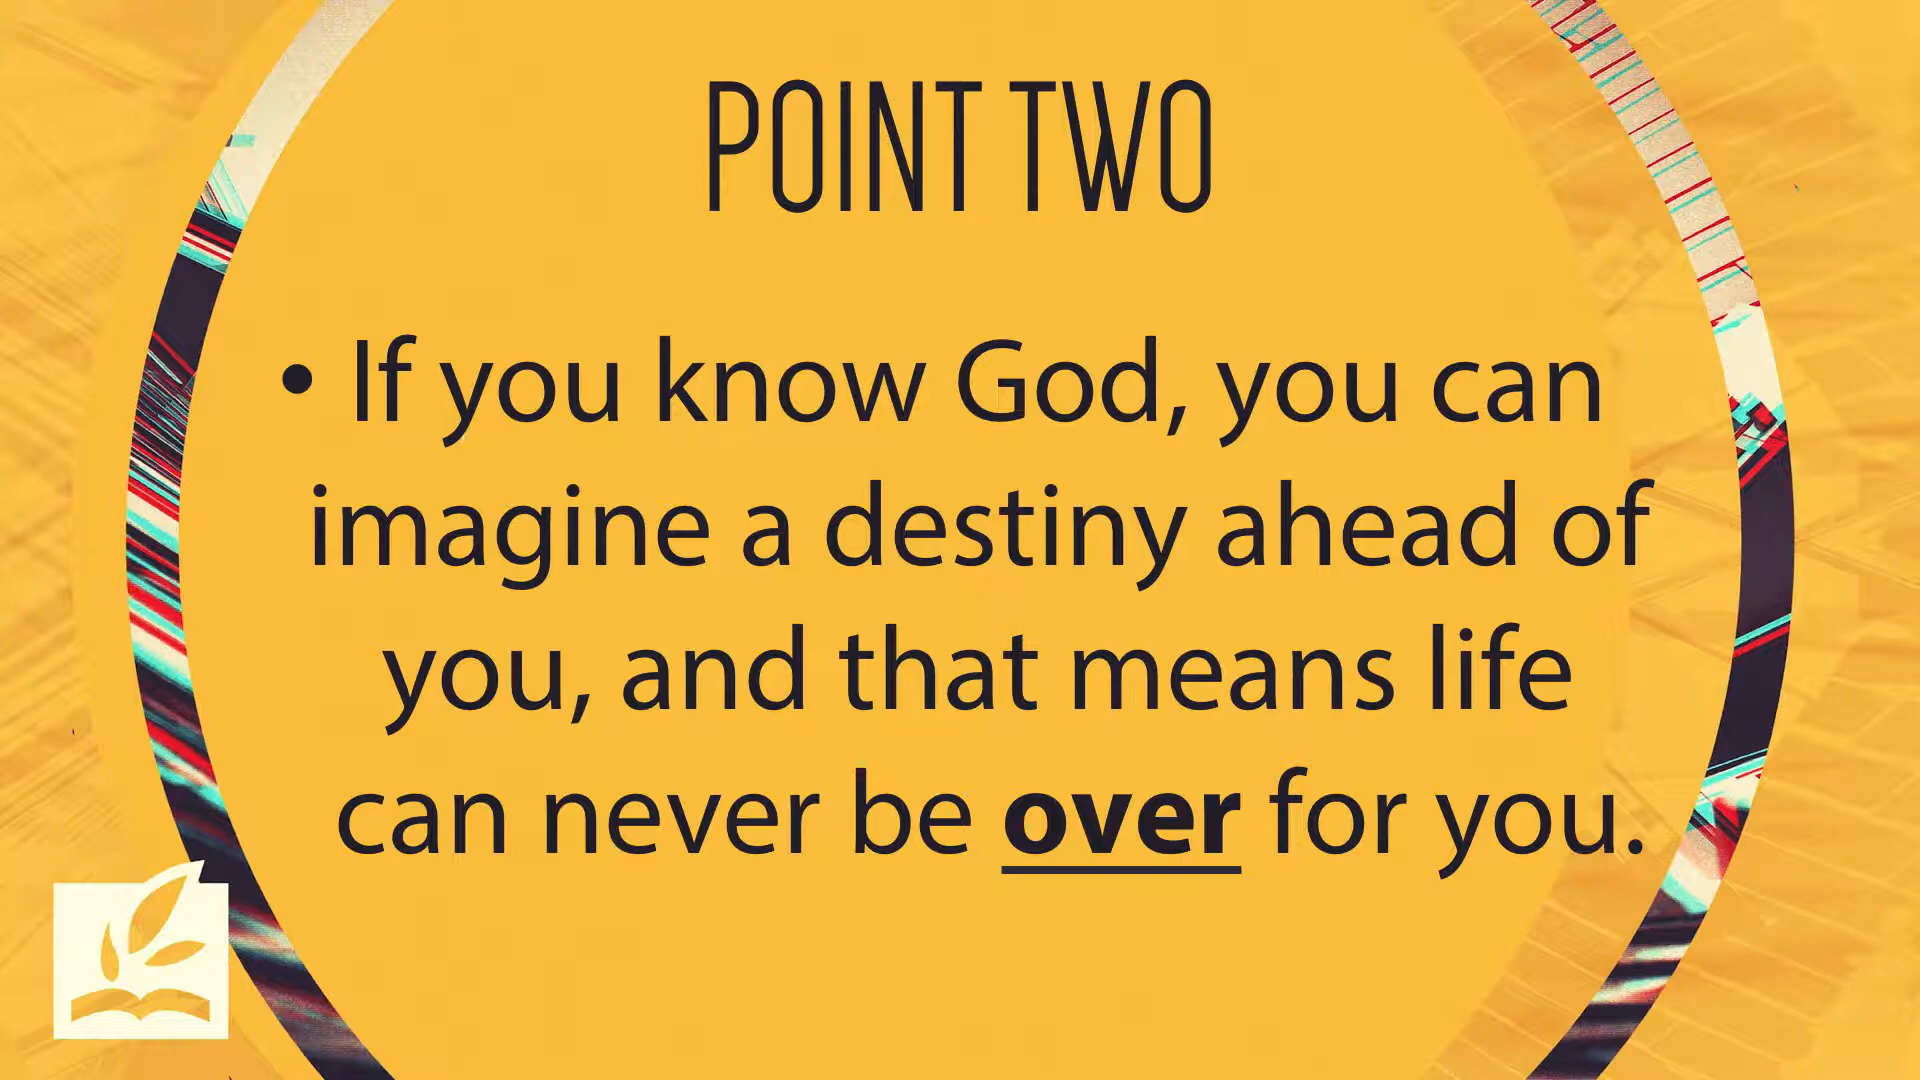 POINT TWO
• If you know God, you can
imagine a destiny ahead of
you, and that means life
can never be over for you.